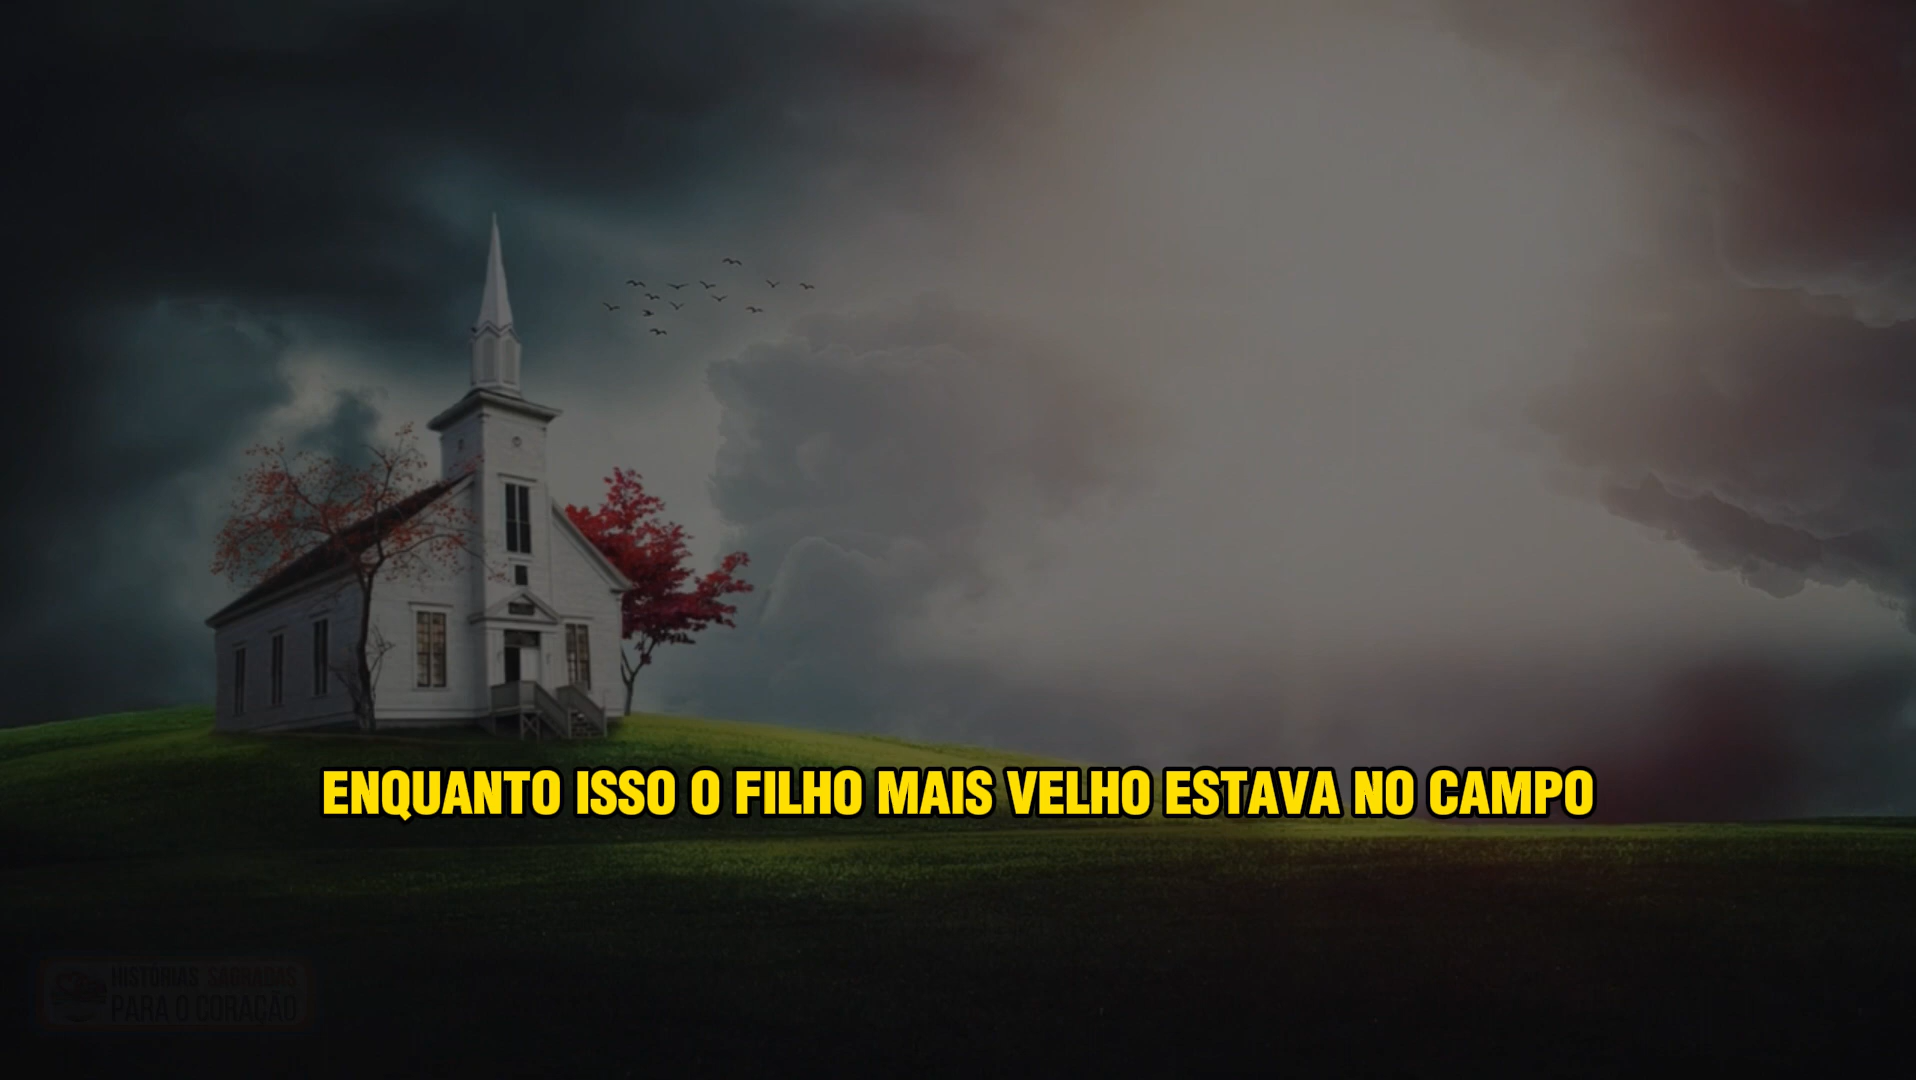 ENQUANTO ISSO O FILHO MAIS VELHO ESTAVA NO CAMPO
HISTÓRIAS SAGRADAS
PARA O CORAÇÃO